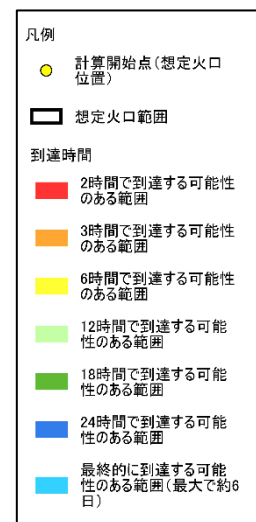 凡例
計算開始点(想定火口
位置)
想定火口範囲
到達時間
2時間で到達する可能性
のある範囲
3時間で到達する可能性
のある範囲
6時間で到達する可能性
のある範囲
12時間で到達する可能
性のある範囲
18時間で到達する可能
性のある範囲
24時間で到達する可能
性のある範囲
最終的に到達する可能
性のある範囲(最大で約6
日)